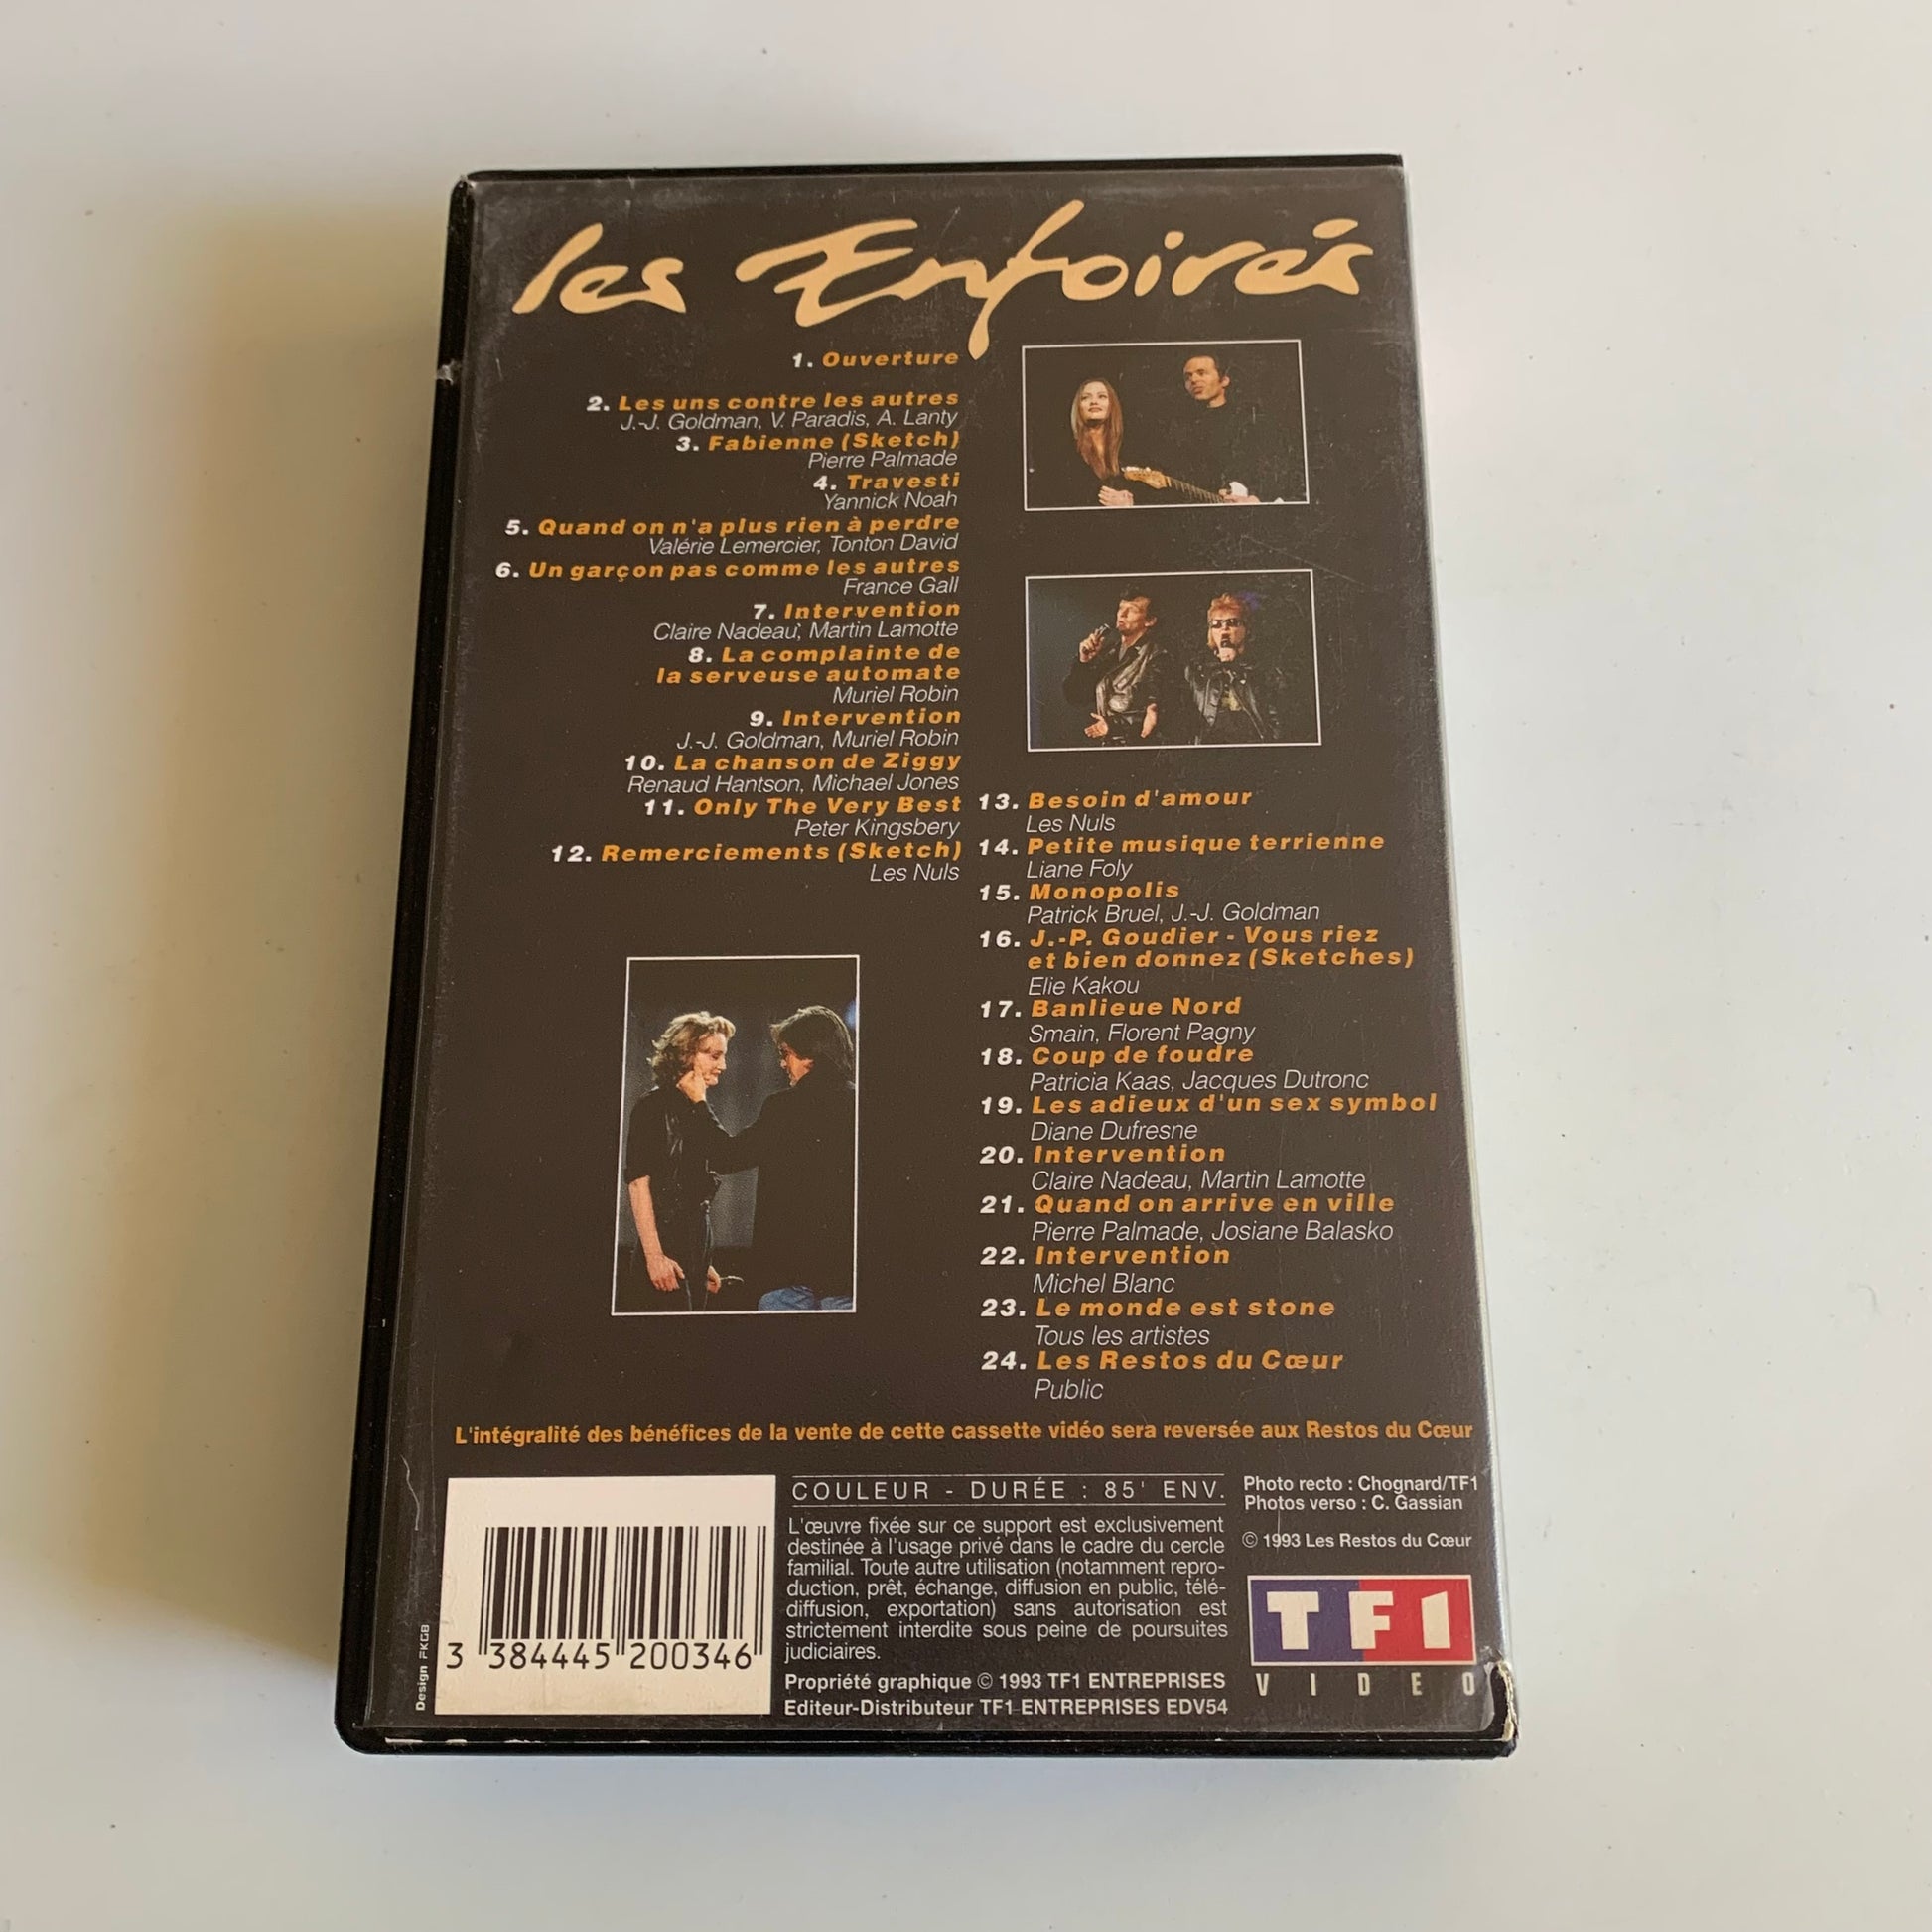 les Enfoirés
1. Ouverture
2. Les uns contre les autres
J.-J. Goldman, V. Paradis, A. Lanty
3. Fabienne (Sketch)
Pierre Palmade
4. Travesti
Yannick Noah
5. Quand on n'a plus rien à perdre
Valérie Lemercier, Tonton David
6. Un garçon pas comme les autres
France Gall
7. Intervention
Claire Nadeau, Martin Lamotte
8. La complainte de
la serveuse automate
Muriel Robin
9. Intervention
J.-J. Goldman, Muriel Robin
10. La chanson de Ziggy
Renaud Hantson, Michael Jones
11. Only The Very Best
Peter Kingsbery
12. Remerciements (Sketch)
Les Nuls
13. Besoin d'amour
Les Nuls
14. Petite musique terrienne
Liane Foly
15. Monopolis
Patrick Bruel, J.-J. Goldman
16. J.-P. Goudier - Vous riez
et bien donnez (Sketches)
Elie Kakou
17. Banlieue Nord
Smain, Florent Pagny
18. Coup de foudre
Patricia Kaas, Jacques Dutronc
19. Les adieux d'un sex symbol
Diane Dufresne
20. Intervention
Claire Nadeau, Martin Lamotte
21. Quand on arrive en ville
Pierre Palmade, Josiane Balasko
22. Intervention
Michel Blanc
23. Le monde est stone
Tous les artistes
24. Les Restos du Cœur
Public
L'intégralité des bénéfices de la vente de cette cassette vidéo sera reversée aux Restos du Cœur
Design FKGB
3 384445 200346
COULEUR - DURÉE : 85' ENV.
L'œuvre fixée sur ce support est exclusivement
destinée à l'usage privé dans le cadre du cercle
familial. Toute autre utilisation (notamment repro-
duction, prêt, échange, diffusion en public, télé-
diffusion, exportation) sans autorisation est
strictement interdite sous peine de poursuites
judiciaires.
Propriété graphique © 1993 TF1 ENTREPRISES
Editeur-Distributeur TF1 ENTREPRISES EDV54
Photo recto : Chognard/TF1
Photos verso : C. Gassian
© 1993 Les Restos du Cœur
TF1
VIDEO